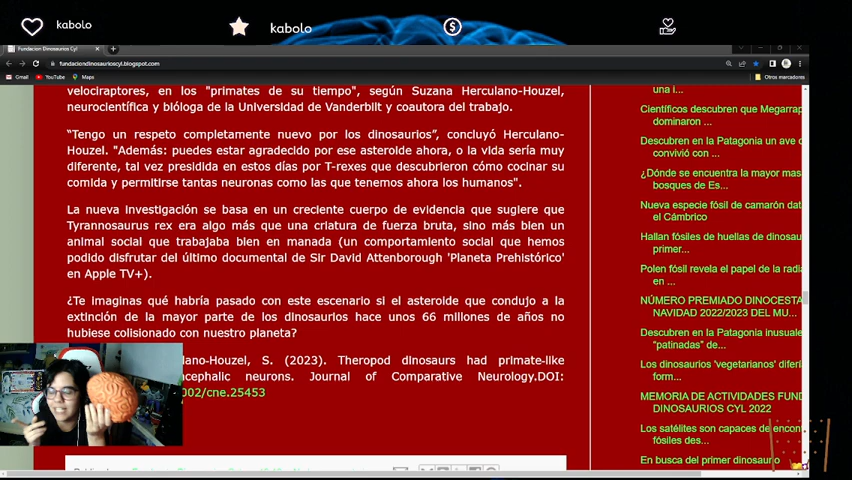 kabolo
kabolo
Fundacion Dinosaurios Cyl
fundaciondinosaurioscyl.blogspot.com
Gmail
YouTube
Maps
Otros marcadores
velociraptores, en los "primates de su tiempo", según Suzana Herculano-Houzel,
neurocientífica y bióloga de la Universidad de Vanderbilt y coautora del trabajo.
“Tengo un respeto completamente nuevo por los dinosaurios”, concluyó Herculano-
Houzel. "Además: puedes estar agradecido por ese asteroide ahora, o la vida sería muy
diferente, tal vez presidida en estos días por T-rexes que descubrieron cómo cocinar su
comida y permitirse tantas neuronas como las que tenemos ahora los humanos".
La nueva investigación se basa en un creciente cuerpo de evidencia que sugiere que
Tyrannosaurus rex era algo más que una criatura de fuerza bruta, sino más bien un
animal social que trabajaba bien en manada (un comportamiento social que hemos
podido disfrutar del último documental de Sir David Attenborough 'Planeta Prehistórico'
en Apple TV+).
¿Te imaginas qué habría pasado con este escenario si el asteroide que condujo a la
extinción de la mayor parte de los dinosaurios hace unos 66 millones de años no
hubiese colisionado con nuestro planeta?
lano-Houzel, S. (2023). Theropod dinosaurs had primate-like
ncephalic neurons. Journal of Comparative Neurology.DOI:
002/cne.25453
una i...
Científicos descubren que Megarrap
dominaron ...
Descubren en la Patagonia un ave c
convivió con ...
¿Dónde se encuentra la mayor mas
bosques de Es...
Nueva especie fósil de camarón dat
el Cámbrico
Hallan fósiles de huellas de dinosau
primer...
Polen fósil revela el papel de la radia
en ...
NÚMERO PREMIADO DINOCESTA
NAVIDAD 2022/2023 DEL MU...
Descubren en la Patagonia inusuale
“patinadas” de...
Los dinosaurios 'vegetarianos' diferí
form...
MEMORIA DE ACTIVIDADES FUND
DINOSAURIOS CYL 2022
Los satélites son capaces de encon
fósiles des...
En busca del primer dinosaurio